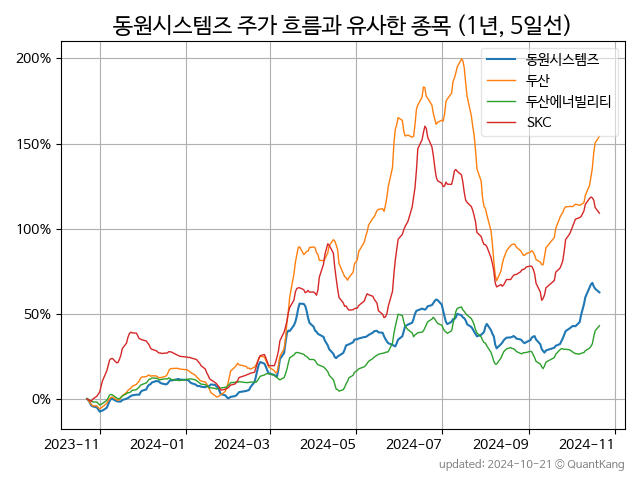 동원시스템즈 주가 흐름과 유사한 종목 (1년, 5일선)
동원시스템즈
두산
두산에너빌리티
SKC
200%
150%
100%
50%
0%
2023-11 2024-01 2024-03 2024-05 2024-07 2024-09 2024-11
updated: 2024-10-21 © QuantKang